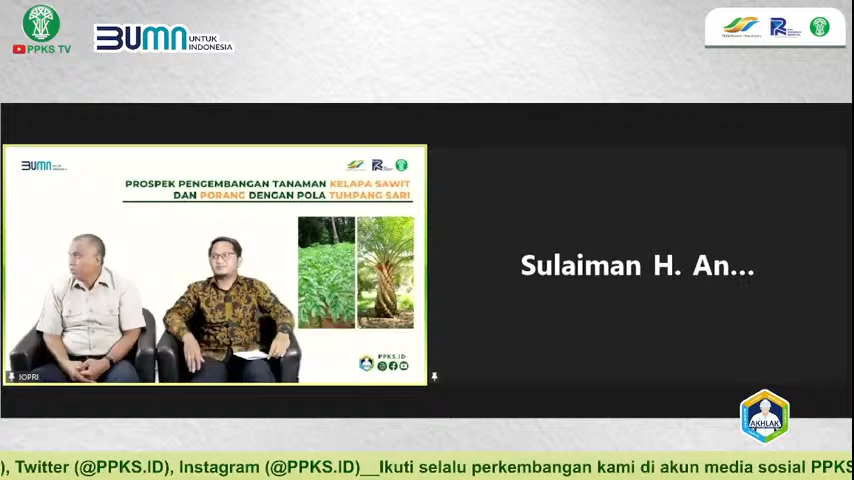 PPKS TV
BUMN UNTUK
INDONESIA
BUMN
PROSPEK PENGEMBANGAN TANAMAN KELAPA SAWIT
DAN PORANG DENGAN POLA TUMPANG SARI
Sulaiman H. An...
PPKS.ID
IOPRI
AKHLAK
), Twitter (@PPKS.ID), Instagram (@PPKS.ID)__Ikuti selalu perkembangan kami di akun media sosial PPKS